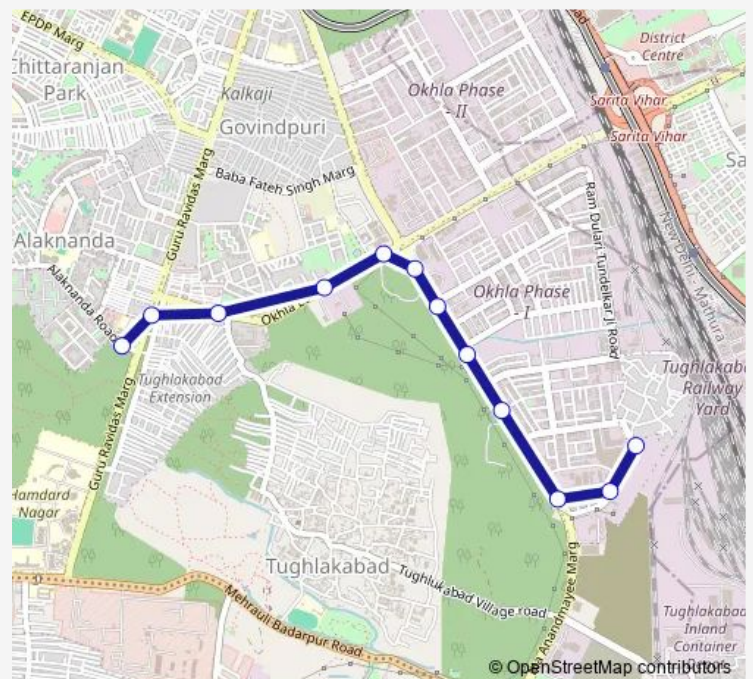 EPDP Marg
Chittaranjan
Park
Kalkaji
Govindpuri
Okhla Phase
- II
District
Centre
Sarita Vihar
Sarita Vihar
Sa
Baba Fateh Singh Marg
Guru Ravidas Marg
Alaknanda
Alaknanda Road
Okhla
Okhla Phase
- I
Ram Dulari Tundelkar Ji Road
New Delhi - Mathura
Tughlakabad
Extension
Guru Ravidas Marg
Tughlakaba
Railway
Yard
Hamdard
Nagar
Tughlakabad
Tughlukabad Village road
Mehrauli Badarpur Road
Anandmayee Marg
Tughlakabad
Inland
Container
© OpenStreetMap contributors